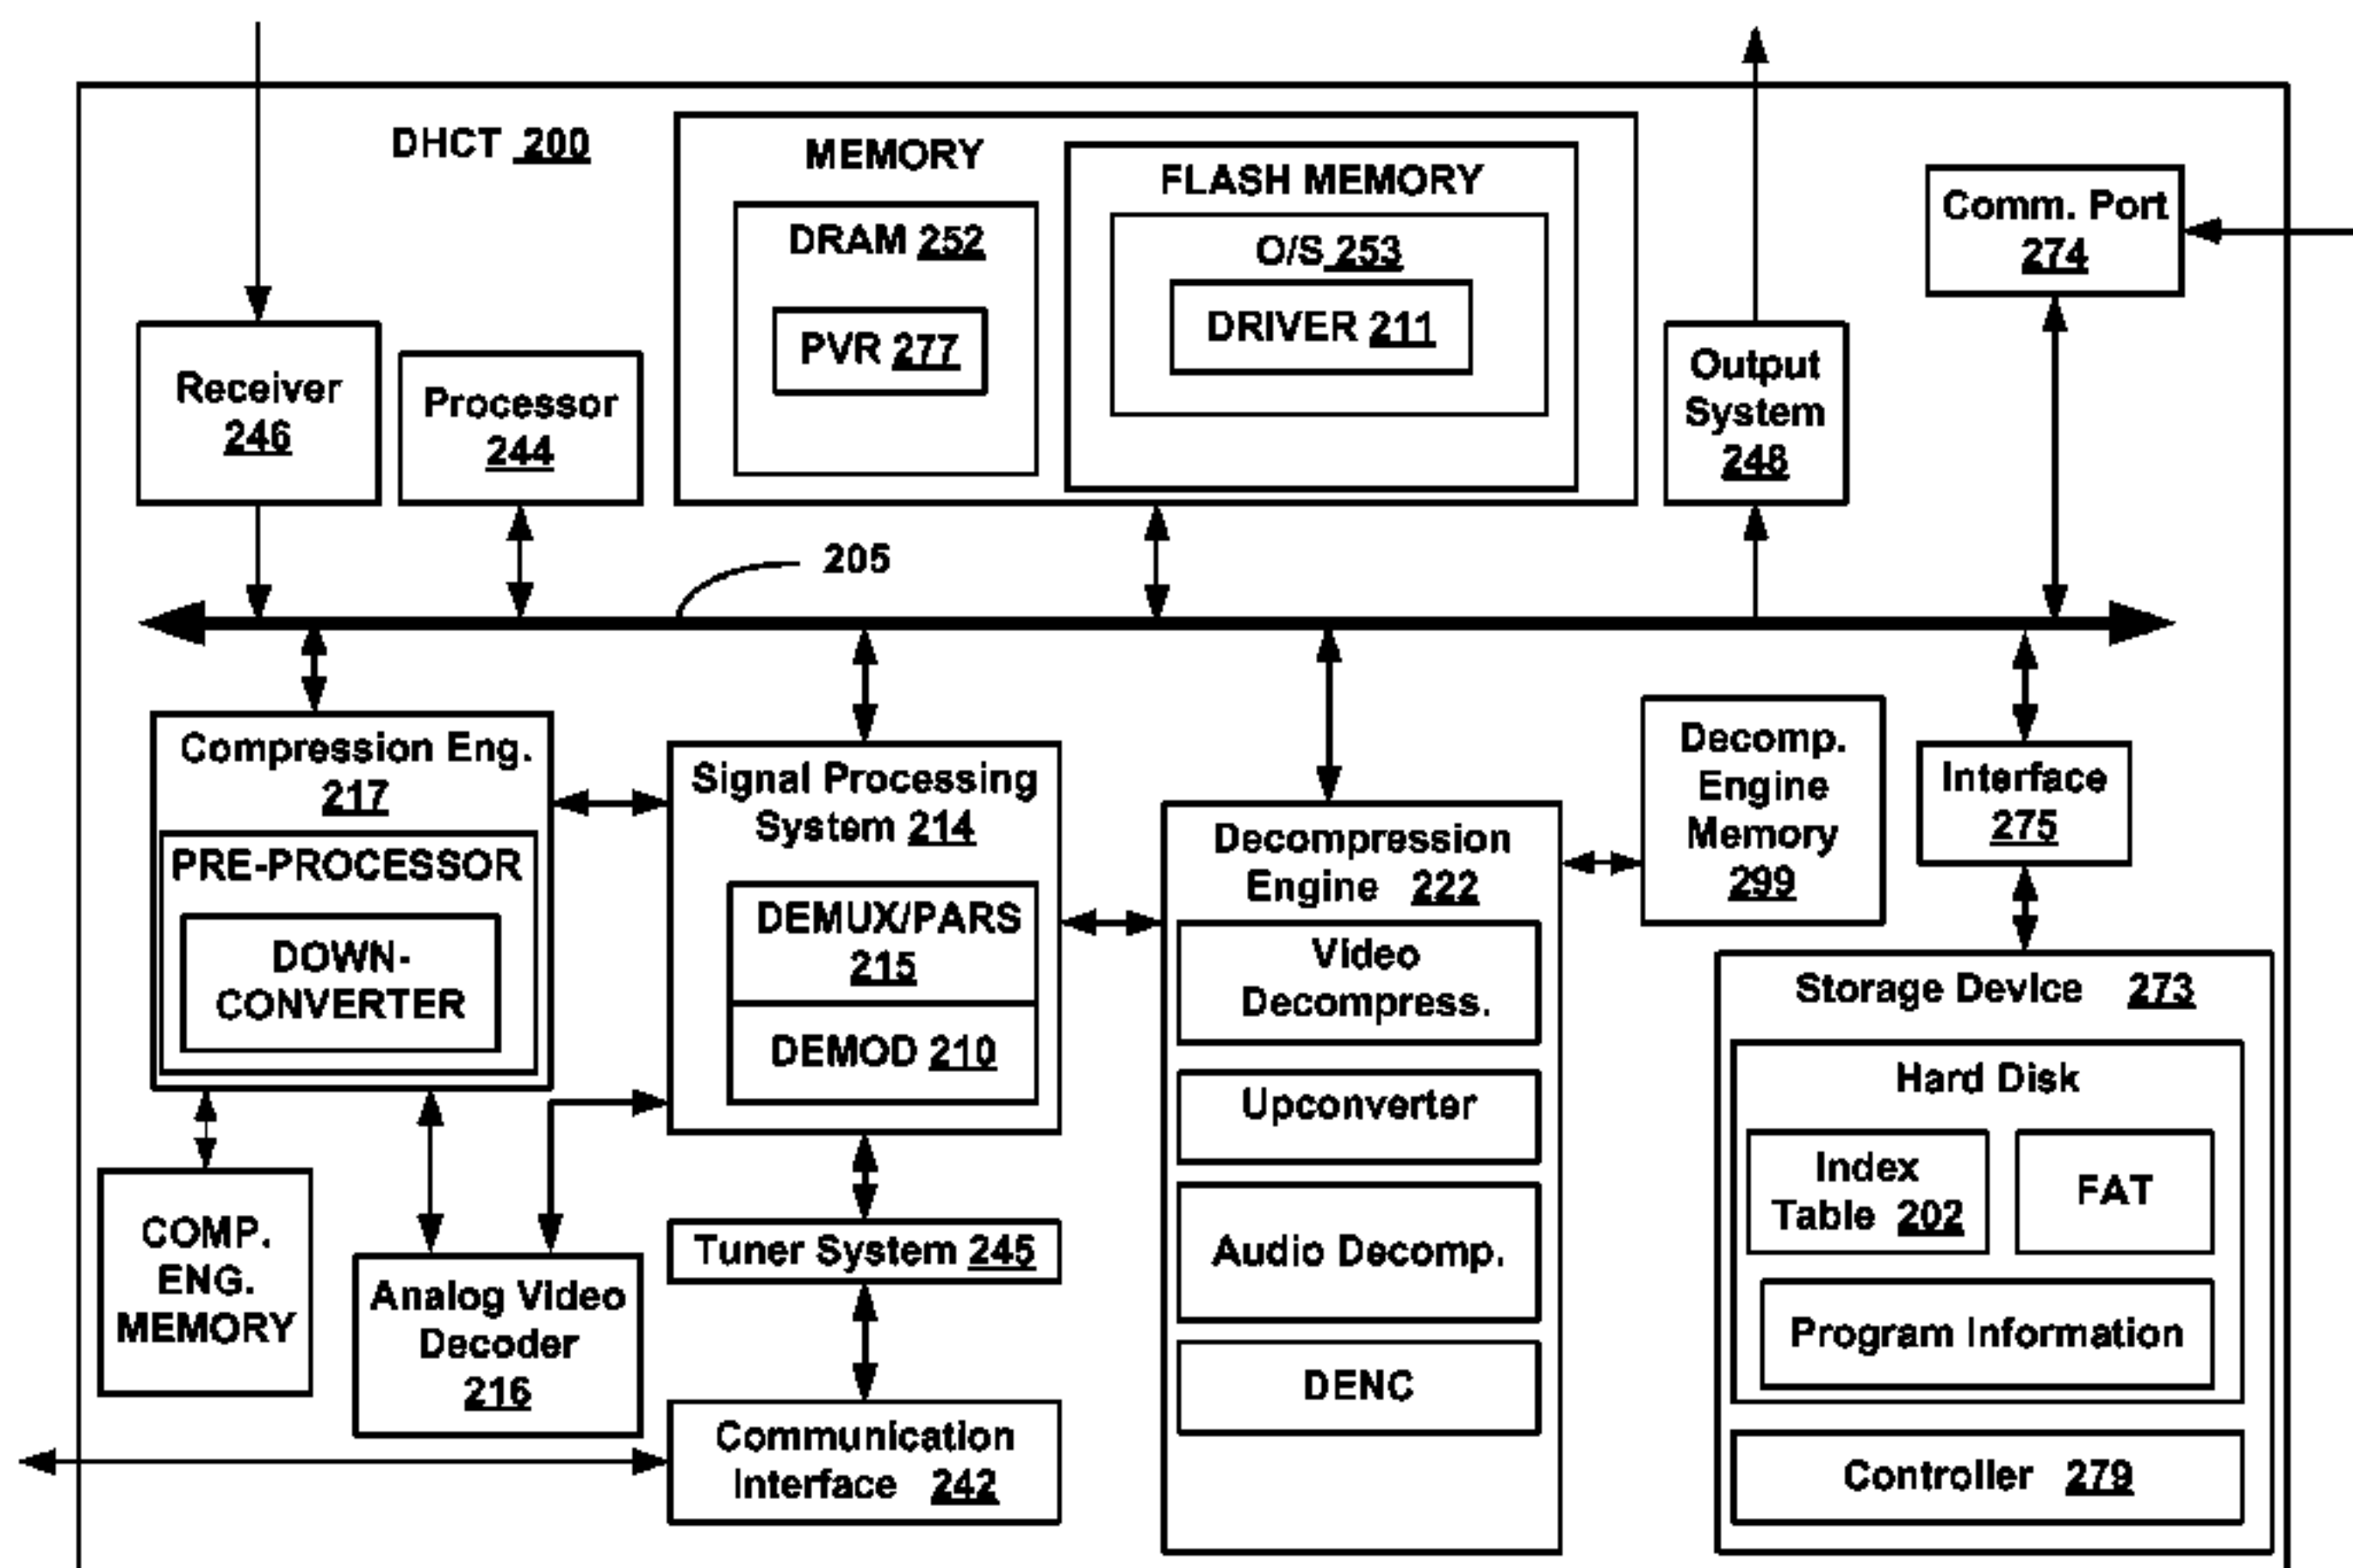 DHCT 200
MEMORY
DRAM 252
PVR 277
FLASH MEMORY
O/S 253
DRIVER 211
Comm. Port
274
Receiver
246
Processor
244
Output
System
248
205
Compression Eng.
217
PRE-PROCESSOR
DOWN-
CONVERTER
Signal Processing
System 214
DEMUX/PARS
215
DEMOD 210
Decompression
Engine 222
Video
Decompress.
Upconverter
Audio Decomp.
DENC
Decomp.
Engine
Memory
299
Interface
275
Storage Device 273
Hard Disk
Index
Table 202
FAT
Program Information
Controller 279
COMP.
ENG.
MEMORY
Analog Video
Decoder
216
Tuner System 245
Communication
Interface 242